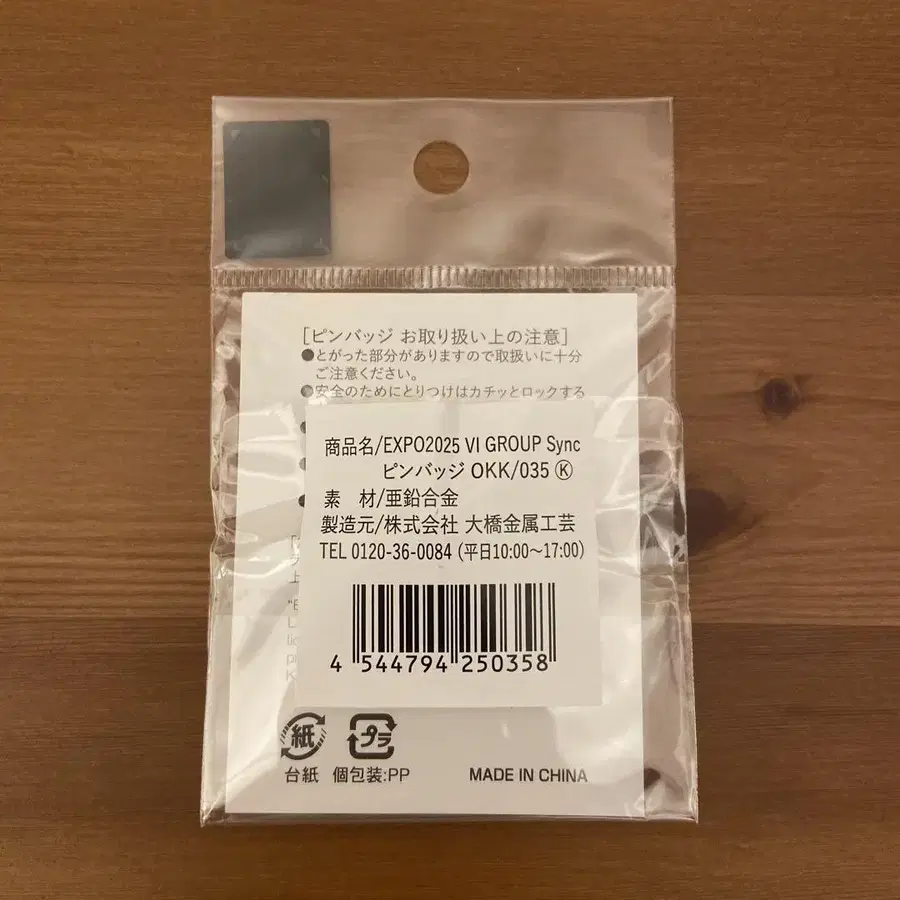 [ピンバッジ お取り扱い上の注意]
●とがった部分がありますので取扱いに十分
ご注意ください。
●安全のためにとりつけはカチッとロックする
商品名/EXPO2025 VI GROUP Sync
ピンバッジ OKK/035 Ⓚ
素　材/亜鉛合金
製造元/株式会社 大橋金属工芸
TEL 0120-36-0084 (平日10:00～17:00)
4 544794 250358
紙 プラ
台紙 個包装:PP MADE IN CHINA